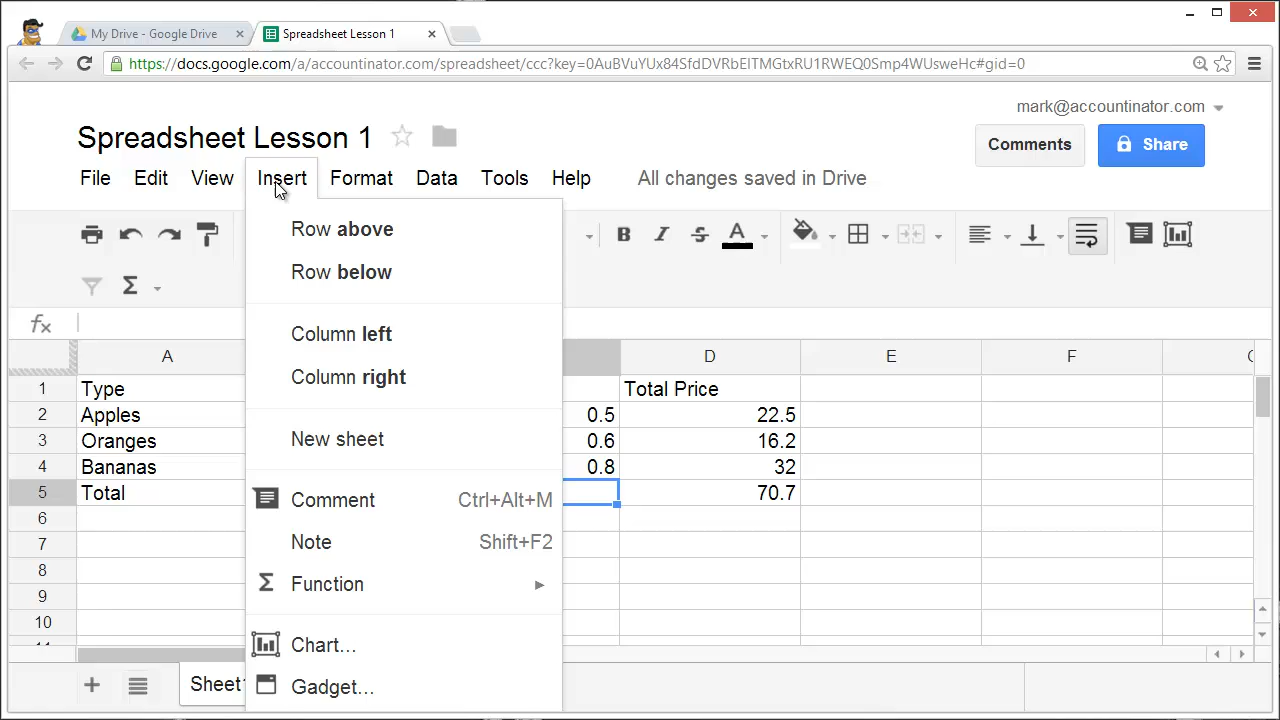 My Drive - Google Drive
Spreadsheet Lesson 1
https://docs.google.com/a/accountinator.com/spreadsheet/ccc?key=0AuBVuYUx84SfdDVRbElTMGtxRU1RWEQ0Smp4WUsweHc#gid=0
mark@accountinator.com
Spreadsheet Lesson 1
Comments
Share
File Edit View Insert Format Data Tools Help All changes saved in Drive
Row above
Row below
Column left
Column right
New sheet
Comment Ctrl+Alt+M
Note Shift+F2
Function
Chart...
Gadget...
B I S A
Σ
fx
A D E F
1 Type Total Price
2 Apples 0.5 22.5
3 Oranges 0.6 16.2
4 Bananas 0.8 32
5 Total 70.7
6
7
8
9
10
Sheet1